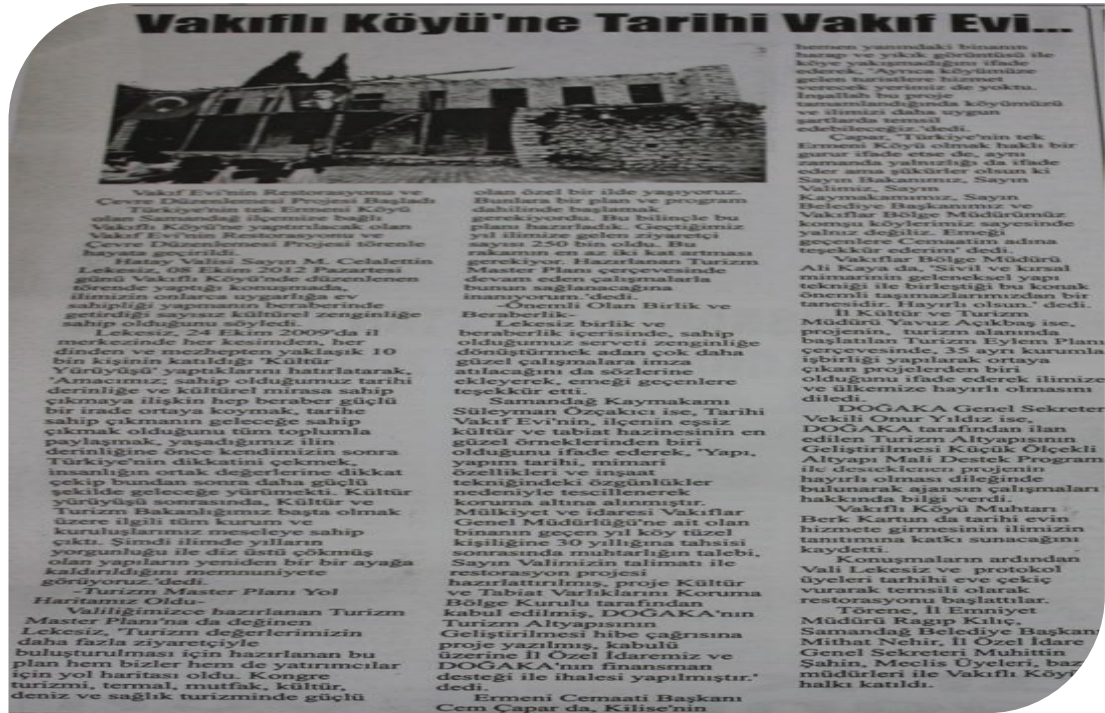 Vakıflı Köyü'ne Tarihi Vakıf Evi...
Vakıf Evi'nin Restorasyonu ve
Çevre Düzenlemesi Projesi Başladı
Türkiye'nin tek Ermeni Köyü
olan Samandağ ilçemize bağlı
Vakıflı Köyü'ne yaptırılacak olan
Vakıf Evi'nin Restorasyonu ve
Çevre Düzenlemesi Projesi törenle
hayata geçirildi.
Hatay Valisi Sayın M. Celalettin
Lekesiz, 08 Ekim 2012 Pazartesi
günü Vakıflı Köyü'nde düzenlenen
törende yaptığı konuşmada,
ilimizin onlarca uygarlığa ev
sahipliği yapmanın beraberinde
getirdiği sayısız kültürel zenginliğe
sahip olduğunu söyledi.
Lekesiz, 24 Ekim 2009'da il
merkezinde her kesimden, her
dinden ve mezhepten yaklaşık 10
bin kişinin katıldığı 'Kültür
Yürüyüşü' yaptıklarını hatırlatarak,
'Amacımız; sahip olduğumuz tarihi
derinliğe ve kültürel mirasa sahip
çıkmaya ilişkin hep beraber güçlü
bir irade ortaya koymak, tarihe
sahip çıkmanın geleceğe sahip
çıkmak olduğunu tüm toplumla
paylaşmak, yaşadığımız ilin
derinliğine önce kendimizin sonra
Türkiye'nin dikkatini çekmek,
insanlığın ortak değerlerine dikkat
çekip bundan sonra daha güçlü
şekilde geleceğe yürümekti. Kültür
yürüyüşü sonrasında, Kültür ve
Turizm Bakanlığımız başta olmak
üzere ilgili tüm kurum ve
kuruluşlarımız meseleye sahip
çıktı. Şimdi ilimde yılların
yorgunluğu ile diz üstü çökmüş
olan yapıların yeniden bir bir ayağa
kaldırıldığını memnuniyete
görüyoruz.'dedi.
-Turizm Master Planı Yol
Haritamız Oldu-
Valiliğimizce hazırlanan Turizm
Master Planı'na da değinen
Lekesiz, 'Turizm değerlerimizin
daha fazla ziyaretçiyle
buluşturulması için hazırlanan bu
plan hem bizler hem de yatırımcılar
için yol haritası oldu. Kongre
turizmi, termal, mutfak, kültür,
deniz ve sağlık turizminde güçlü
olan özel bir ilde yaşıyoruz.
Bunlara bir plan ve program
dahilinde başlamak
gerekiyordu. Bu bilinçle bu
planı hazırladık. Geçtiğimiz
yıl ilimize gelen ziyaretçi
sayısı 250 bin oldu. Bu
rakamın en az iki kat artması
gerekiyor. Hazırlanan Turizm
Master Planı çerçevesinde
devam eden çalışmalarla
bunun sağlanacağına
inanıyorum.'dedi.
-Önemli Olan Birlik ve
Beraberlik-
Lekesiz birlik ve
beraberlik içerisinde, sahip
olduğumuz serveti zenginliğe
dönüştürmek adan çok daha
güzel çalışmalara imza
atılacağını da sözlerine
ekleyerek, emeği geçenlere
teşekkür etti.
Samandağ Kaymakamı
Süleyman Özçakıcı ise, Tarihi
Vakıf Evi'nin, ilçenin eşsiz
kültür ve tabiat hazinesinin en
güzel örneklerinden biri
olduğunu ifade ederek, 'Yapı,
yapım tarihi, mimari
özellikleri ve inşaat
tekniğindeki özgünlükler
nedeniyle tescillenerek
koruma altına alınmıştır.
Mülkiyet ve idaresi Vakıflar
Genel Müdürlüğü'ne ait olan
binanın geçen yıl köy tüzel
kişiliğine 30 yıllığına tahsisi
sonrasında muhtarlığın talebi,
Sayın Valimizin talimatı ile
restorasyon projesi
hazırlattırılmış, proje Kültür
ve Tabiat Varlıklarını Koruma
Bölge Kurulu tarafından
kabul edilmiş, DOĞAKA'nın
Turizm Altyapısının
Geliştirilmesi hibe çağrısına
proje yazılmış, kabulü
üzerine İl Özel İdaremiz ve
DOĞAKA'nın finansman
desteği ile ihalesi yapılmıştır.'
dedi.
Ermeni Cemaati Başkanı
Cem Çapar da, Kilise'nin
hemen yanındaki binanın
harap ve yıkık görüntüsü ile
köye yakışmadığını ifade
ederek, 'Ayrıca köyümüze
gelen turistlere hizmet
verecek yerimiz de yoktu.
İnşallah bu proje
tamamlandığında köyümüzü
ve ilimizi daha uygun
şartlarda temsil
edebileceğiz.'dedi.
Çapar, 'Türkiye'nin tek
Ermeni Köyü olmak haklı bir
gurur ifade etse de, aynı
zamanda yalnızlığı da ifade
eder ama şükürler olsun ki
Sayın Bakanımız, Sayın
Valimiz, Sayın
Kaymakamımız, Sayın
Belediye Başkanımız ve
Vakıflar Bölge Müdürümüz
komşu köylerimiz sayesinde
yalnız değiliz. Emeği
geçenlere Cemaatim adına
teşekkür ederim' dedi.
Vakıflar Bölge Müdürü
Ali Kaya da, 'Sivil ve kırsal
mimarinin geleneksel yapı
tekniği ile birleştiği bu konak
önemli taşınmazlarımızdan bir
tanesidir. Hayırlı olsun.' dedi.
İl Kültür ve Turizm
Müdürü Yavuz Açıkbaş ise,
projenin, turizm alanında
başlatılan Turizm Eylem Planı
çerçevesinde, 35 ayrı kurumla
işbirliği yapılarak ortaya
çıkan projelerden biri
olduğunu ifade ederek ilimize
ve ülkemize hayırlı olmasını
diledi.
DOĞAKA Genel Sekreter
Vekili Onur Yıldız ise,
DOĞAKA tarafından ilan
edilen Turizm Altyapısının
Geliştirilmesi Küçük Ölçekli
Altyapı Mali Destek Program
ile desteklenen projenin
hayırlı olması dileğinde
bulunarak ajansın çalışmaları
hakkında bilgi verdi.
Vakıflı Köyü Muhtarı
Berk Kartun da tarihi evin
hizmete girmesinin ilimizin
tanıtımına katkı sunacağını
kaydetti.
Konuşmaların ardından
Vali Lekesiz ve protokol
üyeleri tarhihi eve çekiç
vurarak temsili olarak
restorasyonu başlatılar.
Törene, İl Emniyet
Müdürü Ragıp Kılıç,
Samandağ Belediye Başkanı
Mithat Nehir, İl Özel İdare
Genel Sekreteri Muhittin
Şahin, Meclis Üyeleri, baz
müdürleri ile Vakıflı Köyü
halkı katıldı.